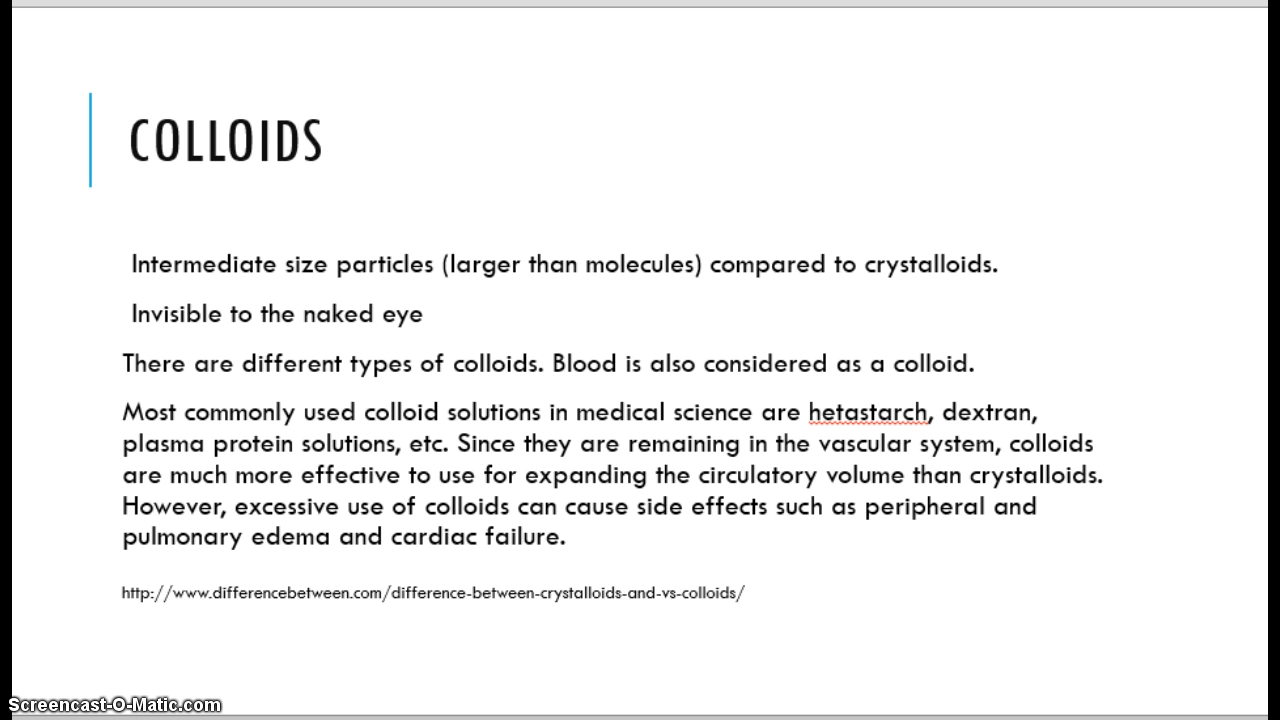 COLLOIDS
Intermediate size particles (larger than molecules) compared to crystalloids.
Invisible to the naked eye
There are different types of colloids. Blood is also considered as a colloid.
Most commonly used colloid solutions in medical science are hetastarch, dextran,
plasma protein solutions, etc. Since they are remaining in the vascular system, colloids
are much more effective to use for expanding the circulatory volume than crystalloids.
However, excessive use of colloids can cause side effects such as peripheral and
pulmonary edema and cardiac failure.
http://www.differencebetween.com/difference-between-crystalloids-and-vs-colloids/
Screencast-O-Matic.com